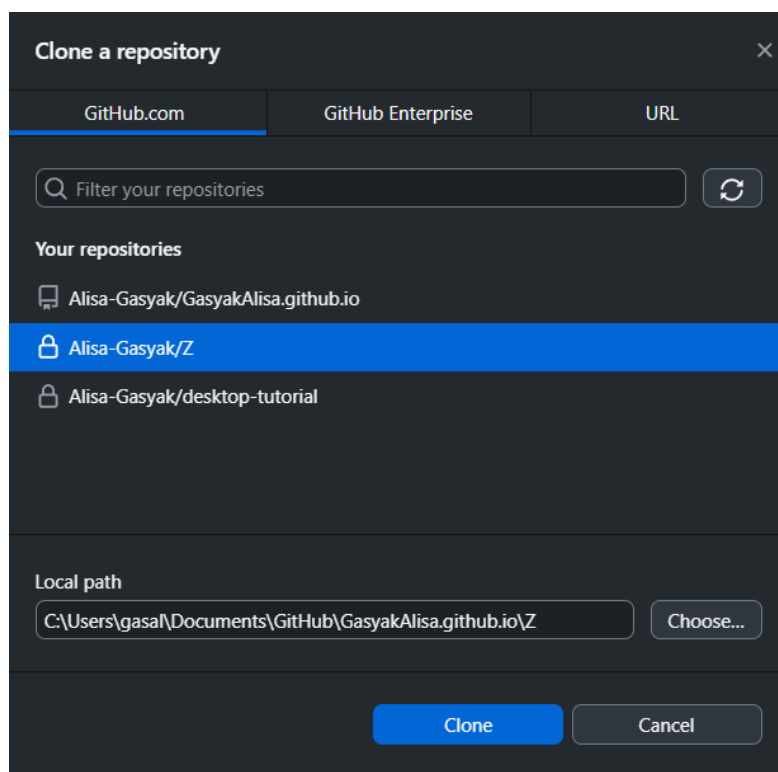 Clone a repository
GitHub.com GitHub Enterprise URL
Filter your repositories
Your repositories
Alisa-Gasyak/GasyakAlisa.github.io
Alisa-Gasyak/Z
Alisa-Gasyak/desktop-tutorial
Local path
C:\Users\gasal\Documents\GitHub\GasyakAlisa.github.io\Z Choose...
Clone Cancel